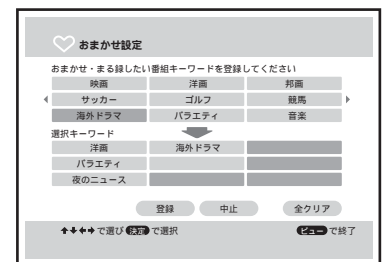 おまかせ設定
おまかせ・まる録したい番組キーワードを登録してください
映画 洋画 邦画
サッカー ゴルフ 競馬
海外ドラマ バラエティ 音楽
選択キーワード
洋画 海外ドラマ
バラエティ
夜のニュース
登録 中止 全クリア
↑↓←→で選び 決定 で選択 ビュー で終了